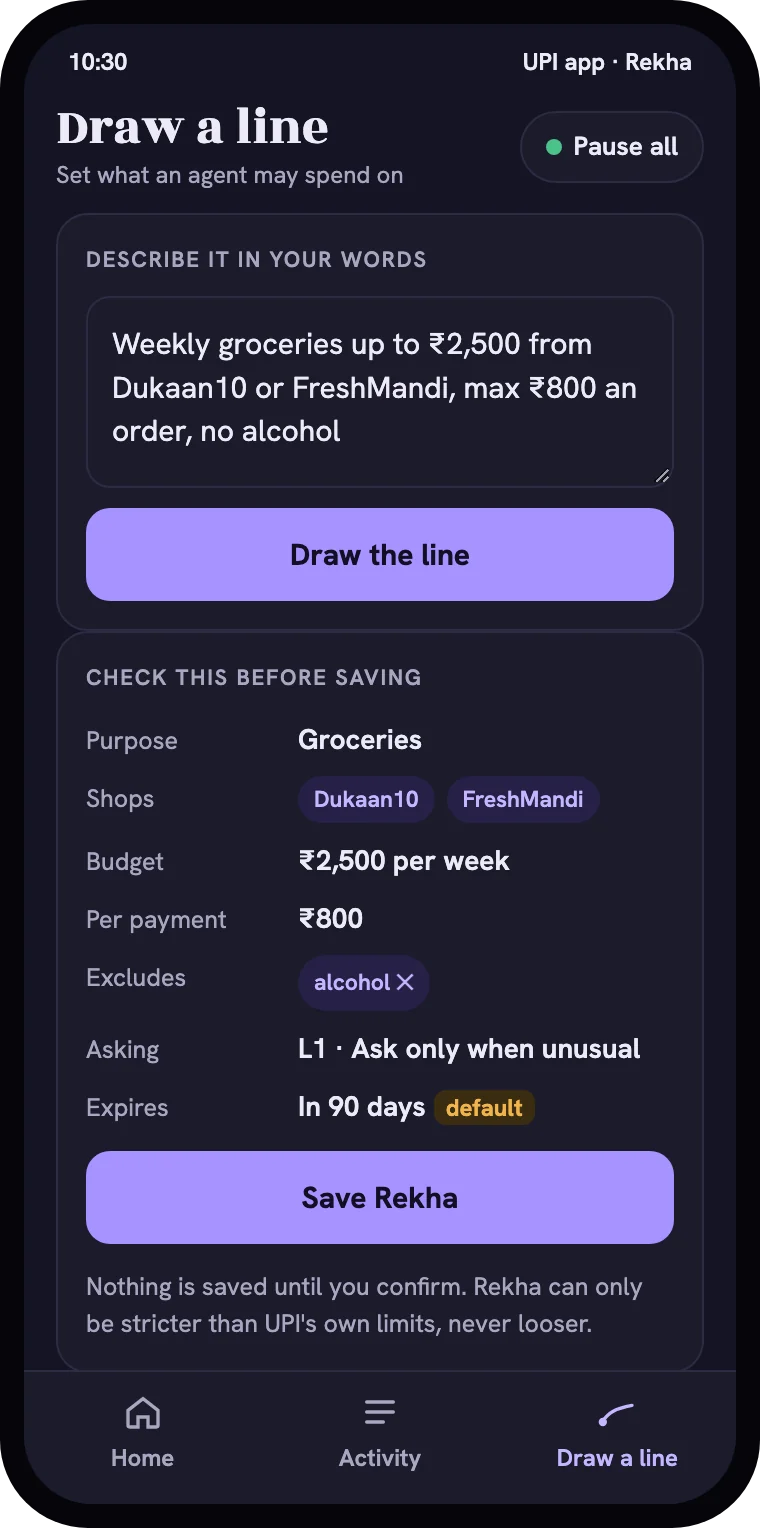 10:30
UPI app · Rekha
Draw a line
Set what an agent may spend on
Pause all
DESCRIBE IT IN YOUR WORDS
Weekly groceries up to ₹2,500 from
Dukaan10 or FreshMandi, max ₹800 an
order, no alcohol
Draw the line
CHECK THIS BEFORE SAVING
Purpose Groceries
Shops Dukaan10 FreshMandi
Budget ₹2,500 per week
Per payment ₹800
Excludes alcohol ×
Asking L1 · Ask only when unusual
Expires In 90 days default
Save Rekha
Nothing is saved until you confirm. Rekha can only
be stricter than UPI's own limits, never looser.
Home Activity Draw a line